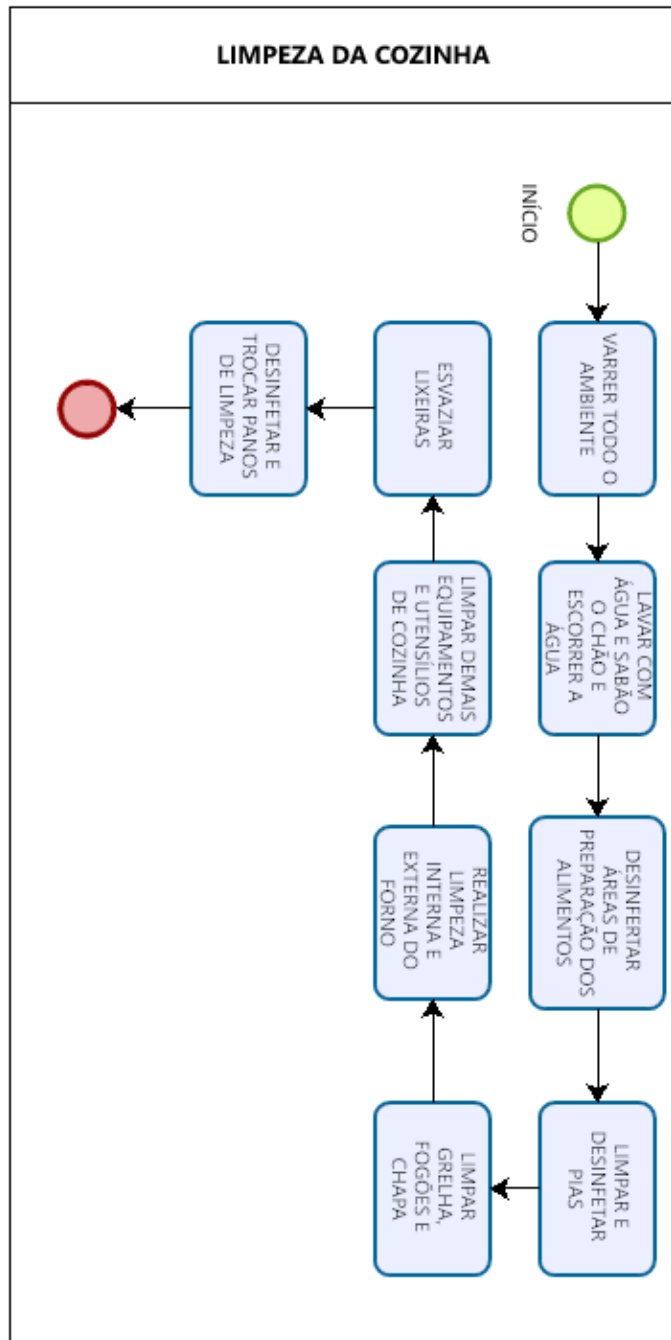 LIMPEZA DA COZINHA
INÍCIO
VARRER TODO O
AMBIENTE
LAVAR COM
ÁGUA E SABÃO
O CHÃO E
ESCORRER A
ÁGUA
DESINFERTAR
ÁREAS DE
PREPARAÇÃO DOS
ALIMENTOS
LIMPAR E
DESINFETAR
PIAS
LIMPAR
GRELHA,
FOGÕES E
CHAPA
REALIZAR
LIMPEZA
INTERNA E
EXTERNA DO
FORNO
LIMPAR DEMAIS
EQUIPAMENTOS
E UTENSÍLIOS
DE COZINHA
ESVAZIAR
LIXEIRAS
DESINFETAR E
TROCAR PANOS
DE LIMPEZA